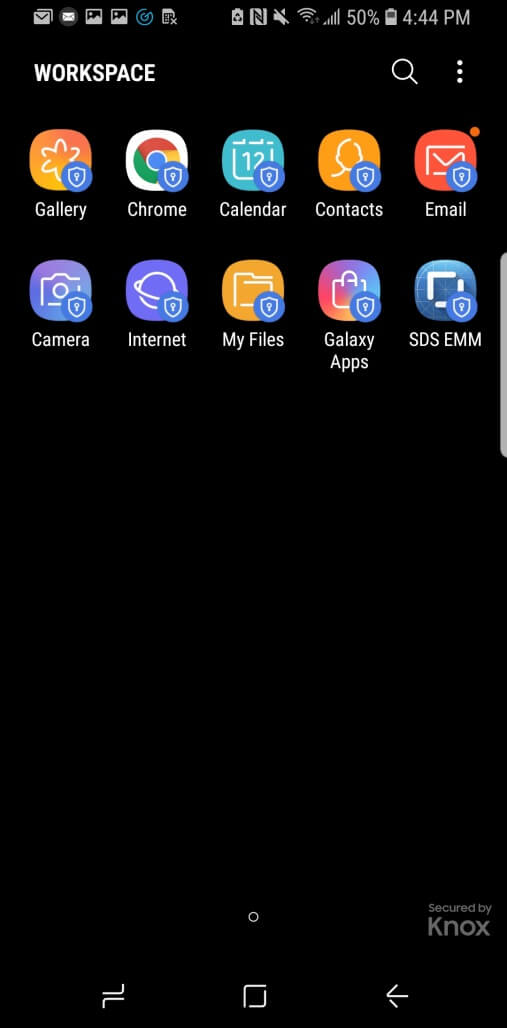 50% 4:44 PM
WORKSPACE
12
Gallery Chrome Calendar Contacts Email
Camera Internet My Files Galaxy Apps SDS EMM
Secured by
Knox